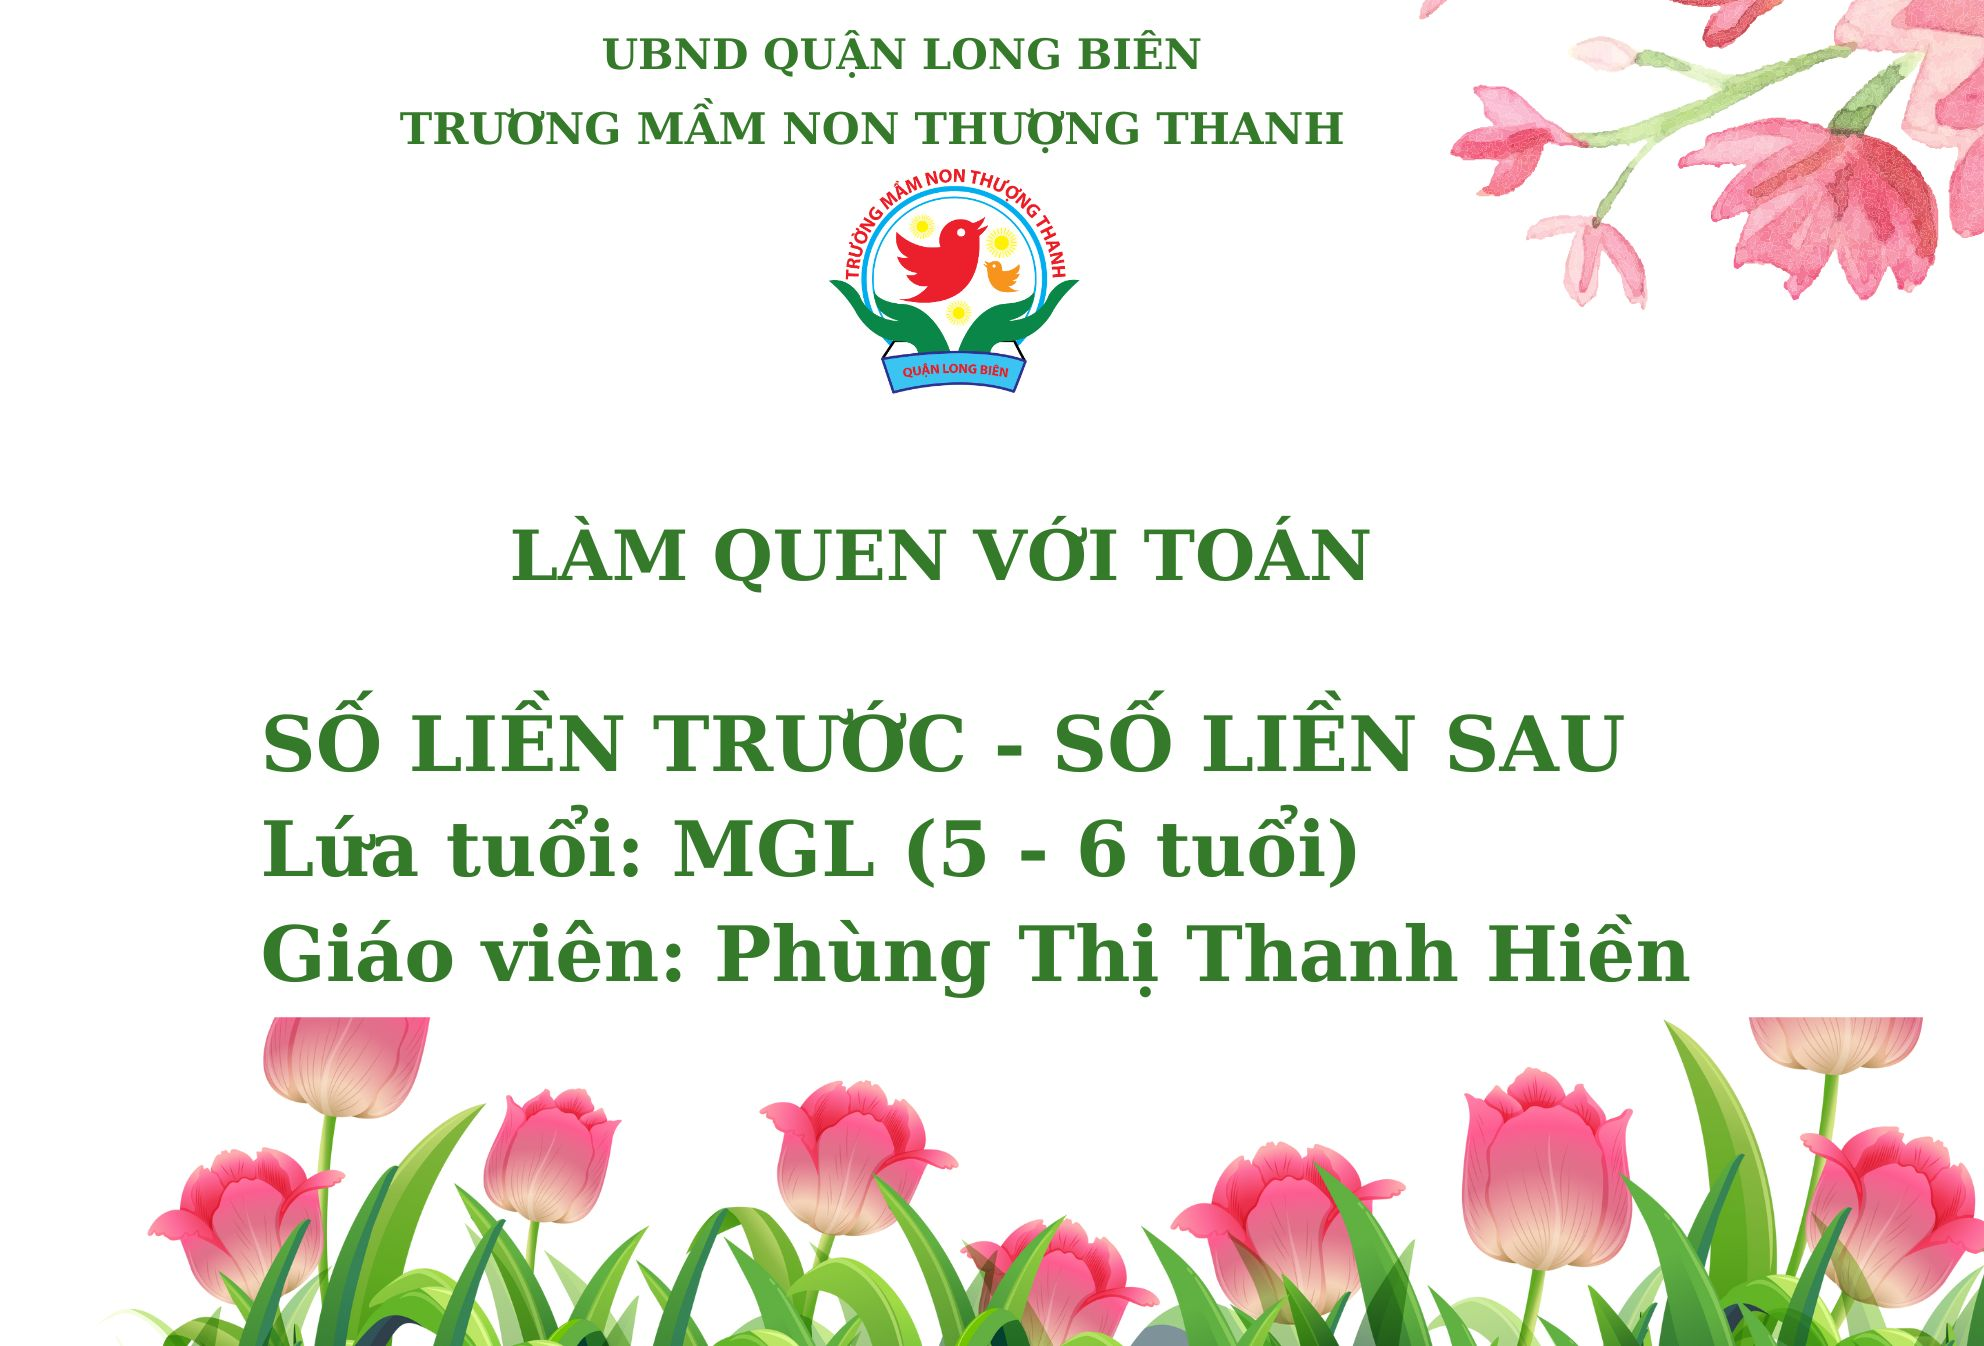 UBND QUẬN LONG BIÊN
TRƯƠNG MẦM NON THƯỢNG THANH
TRƯỜNG MẦM NON THƯỢNG THANH
QUẬN LONG BIÊN
LÀM QUEN VỚI TOÁN
SỐ LIỀN TRƯỚC - SỐ LIỀN SAU
Lứa tuổi: MGL (5 - 6 tuổi)
Giáo viên: Phùng Thị Thanh Hiền